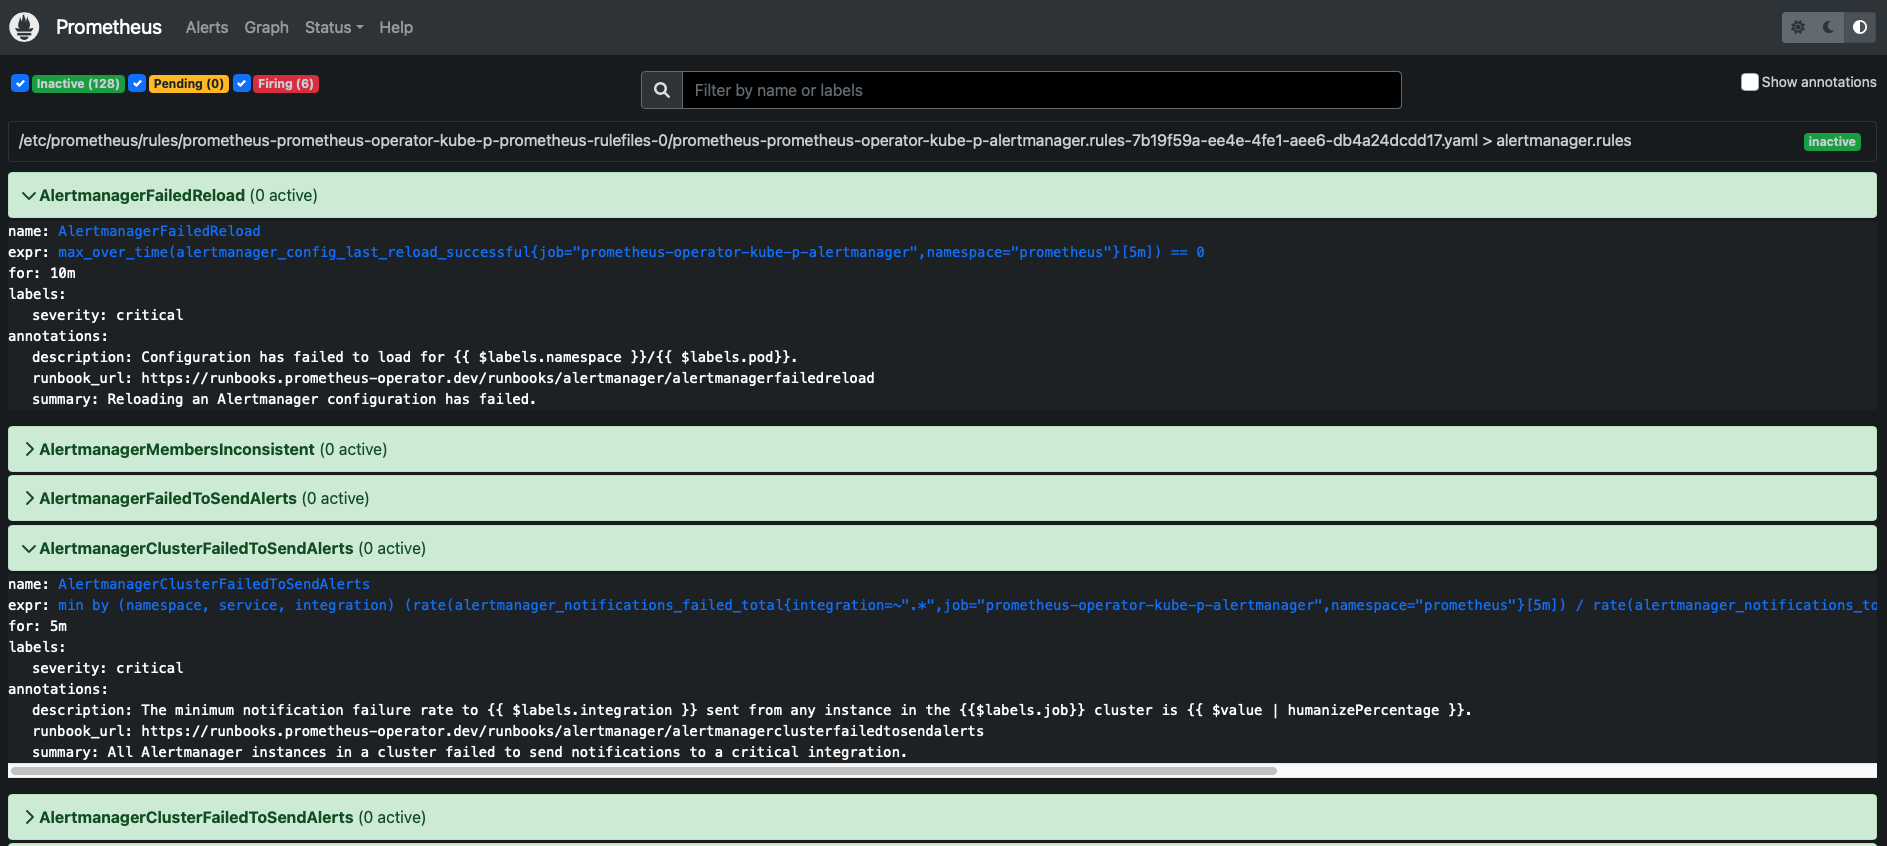 Prometheus Alerts Graph Status Help
Inactive (128) Pending (0) Firing (6) Filter by name or labels Show annotations
/etc/prometheus/rules/prometheus-prometheus-operator-kube-p-prometheus-rulefiles-0/prometheus-prometheus-operator-kube-p-alertmanager.rules-7b19f59a-ee4e-4fe1-aee6-db4a24dcdd17.yaml > alertmanager.rules inactive
AlertmanagerFailedReload (0 active)
name: AlertmanagerFailedReload
expr: max_over_time(alertmanager_config_last_reload_successful{job="prometheus-operator-kube-p-alertmanager",namespace="prometheus"}[5m]) == 0
for: 10m
labels:
severity: critical
annotations:
description: Configuration has failed to load for {{ $labels.namespace }}/{{ $labels.pod}}.
runbook_url: https://runbooks.prometheus-operator.dev/runbooks/alertmanager/alertmanagerfailedreload
summary: Reloading an Alertmanager configuration has failed.
AlertmanagerMembersInconsistent (0 active)
AlertmanagerFailedToSendAlerts (0 active)
AlertmanagerClusterFailedToSendAlerts (0 active)
name: AlertmanagerClusterFailedToSendAlerts
expr: min by (namespace, service, integration) (rate(alertmanager_notifications_failed_total{integration=~".*",job="prometheus-operator-kube-p-alertmanager",namespace="prometheus"}[5m]) / rate(alertmanager_notifications_to
for: 5m
labels:
severity: critical
annotations:
description: The minimum notification failure rate to {{ $labels.integration }} sent from any instance in the {{$labels.job}} cluster is {{ $value | humanizePercentage }}.
runbook_url: https://runbooks.prometheus-operator.dev/runbooks/alertmanager/alertmanagerclusterfailedtosendalerts
summary: All Alertmanager instances in a cluster failed to send notifications to a critical integration.
AlertmanagerClusterFailedToSendAlerts (0 active)